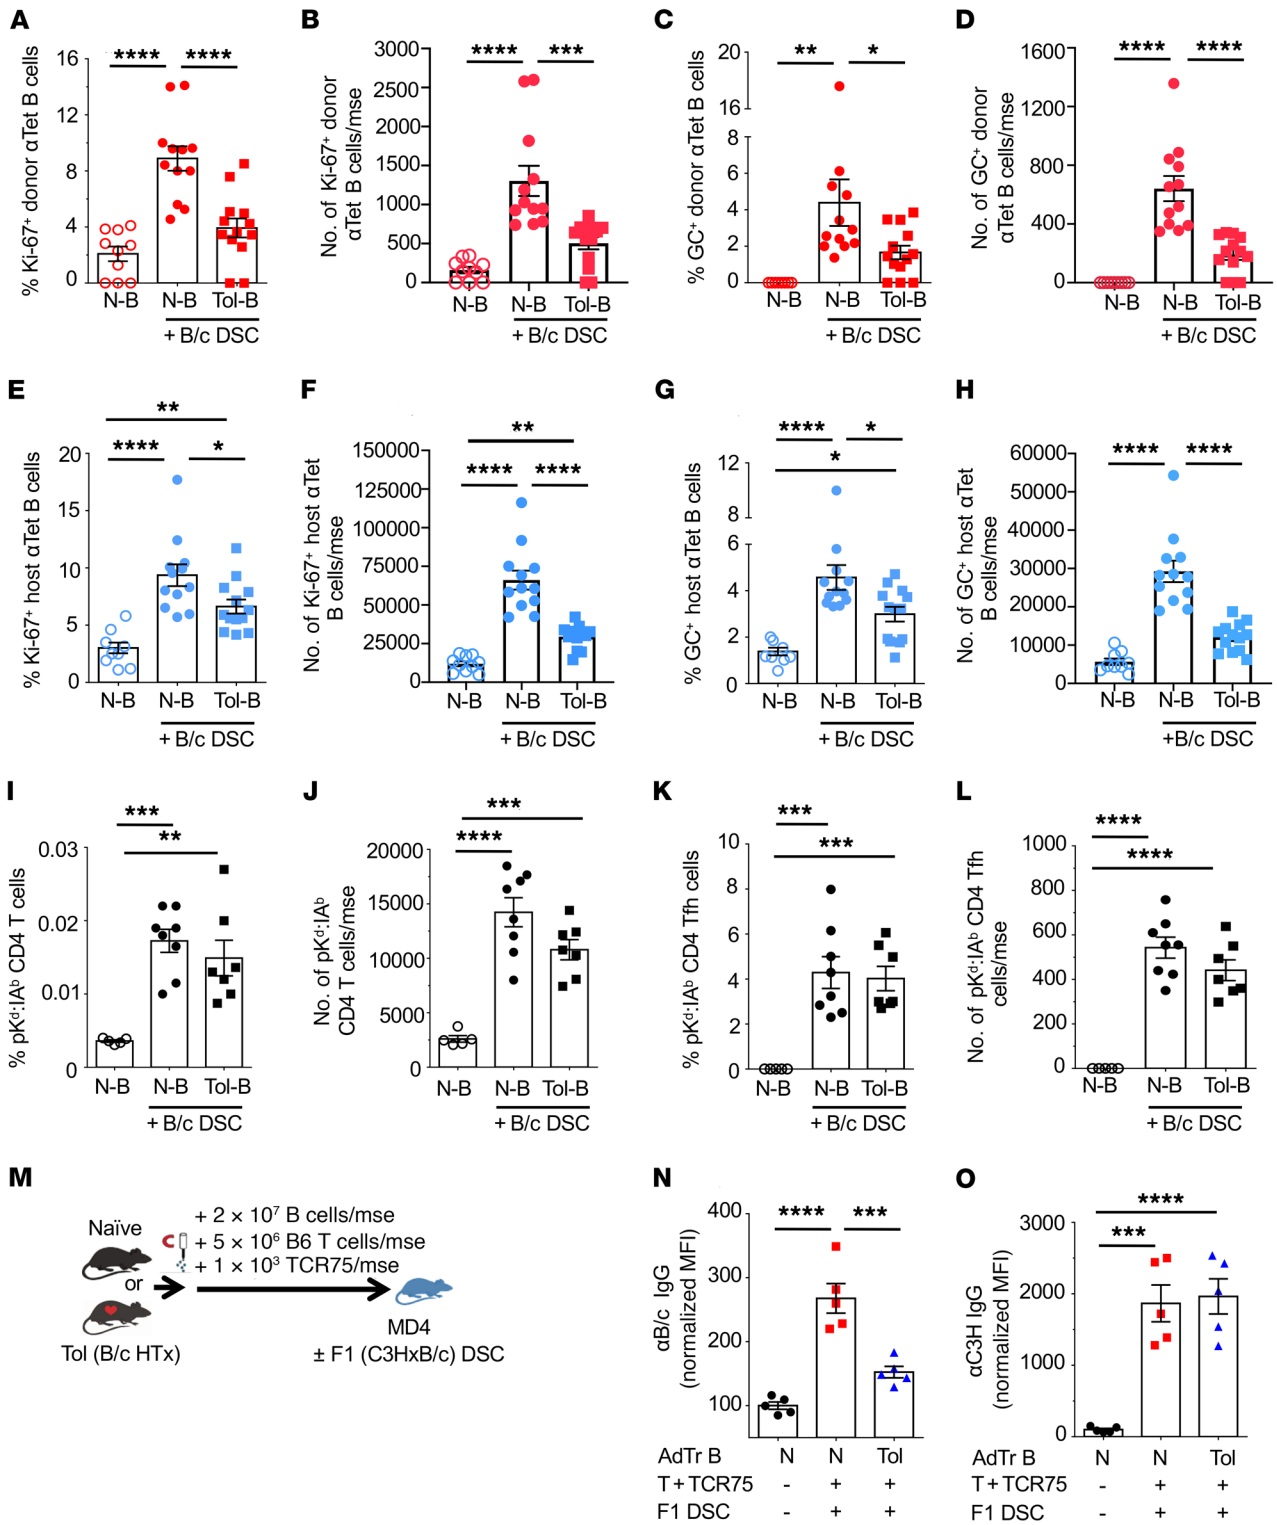 A
% Ki-67⁺ donor αTet B cells
**** ****
16
12
8
4
0
N-B N-B Tol-B
+ B/c DSC
B
No. of Ki-67⁺ donor
αTet B cells/mse
**** ***
3000
2500
2000
1500
1000
500
0
N-B N-B Tol-B
+ B/c DSC
C
% GC⁺ donor αTet B cells
** *
20
16
8
6
4
2
0
N-B N-B Tol-B
+ B/c DSC
D
No. of GC⁺ donor
αTet B cells/mse
**** ****
1600
1200
800
400
0
N-B N-B Tol-B
+ B/c DSC
E
% Ki-67⁺ host αTet B cells
**
**** *
20
15
10
5
0
N-B N-B Tol-B
+ B/c DSC
F
No. of Ki-67⁺ host αTet
B cells/mse
**
**** ****
150000
125000
100000
75000
50000
25000
0
N-B N-B Tol-B
+ B/c DSC
G
% GC⁺ host αTet B cells
**** *
*
12
8
6
4
2
0
N-B N-B Tol-B
+ B/c DSC
H
No. of GC⁺ host αTet
B cells/mse
**** ****
60000
50000
40000
30000
20000
10000
0
N-B N-B Tol-B
+B/c DSC
I
% pKᵈ:IAᵇ CD4 T cells
***
**
0.03
0.02
0.01
0
N-B N-B Tol-B
+ B/c DSC
J
No. of pKᵈ:IAᵇ
CD4 T cells/mse
***
****
20000
15000
10000
5000
0
N-B N-B Tol-B
+ B/c DSC
K
% pKᵈ:IAᵇ CD4 Tfh cells
***
***
10
8
6
4
2
0
N-B N-B Tol-B
+ B/c DSC
L
No. of pKᵈ:IAᵇ CD4 Tfh
cells/mse
****
****
1000
800
600
400
200
0
N-B N-B Tol-B
+ B/c DSC
M
Naïve
or
Tol (B/c HTx)
+ 2 × 10⁷ B cells/mse
+ 5 × 10⁶ B6 T cells/mse
+ 1 × 10³ TCR75/mse
MD4
± F1 (C3HxB/c) DSC
N
αB/c IgG
(normalized MFI)
**** ***
400
300
200
100
AdTr B N N Tol
T + TCR75 - + +
F1 DSC - + +
O
αC3H IgG
(normalized MFI)
****
***
3000
2000
1000
0
AdTr B N N Tol
T + TCR75 - + +
F1 DSC - + +